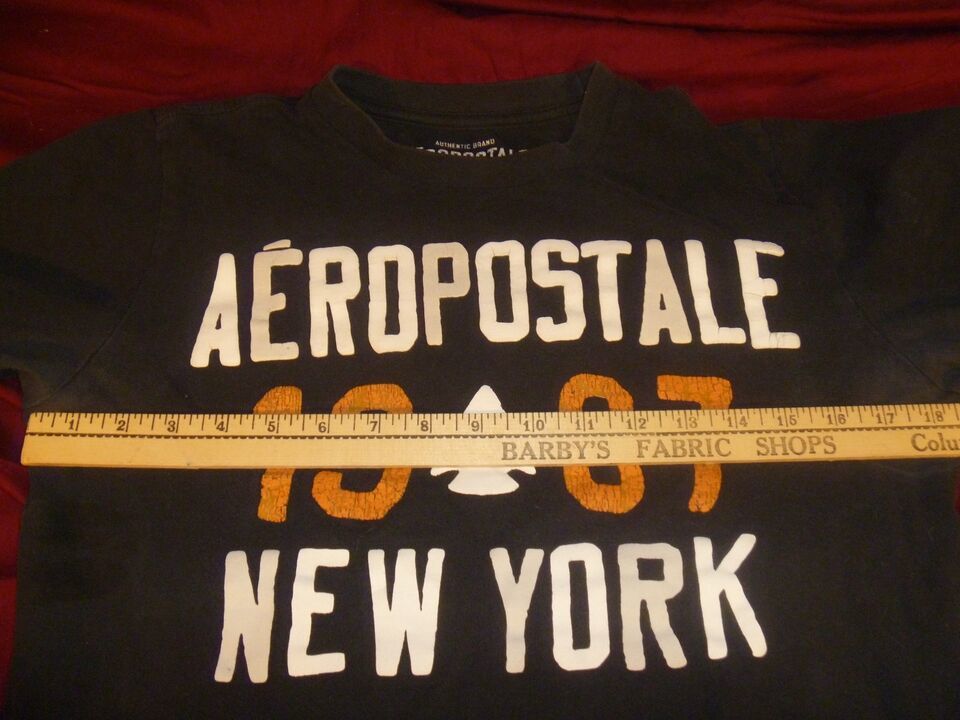 AUTHENTIC BRAND
AÉROPOSTALE
1 2 3 4 5 6 7 8 9 10 11 12 13 14 15 16 17 18
BARBY'S FABRIC SHOPS Colu
NEW YORK